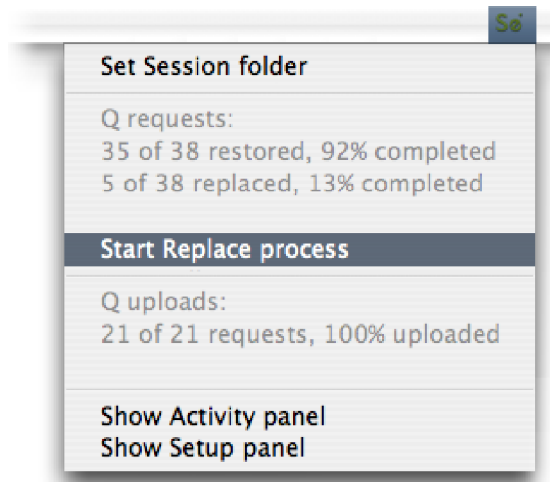 Se
Set Session folder
Q requests:
35 of 38 restored, 92% completed
5 of 38 replaced, 13% completed
Start Replace process
Q uploads:
21 of 21 requests, 100% uploaded
Show Activity panel
Show Setup panel